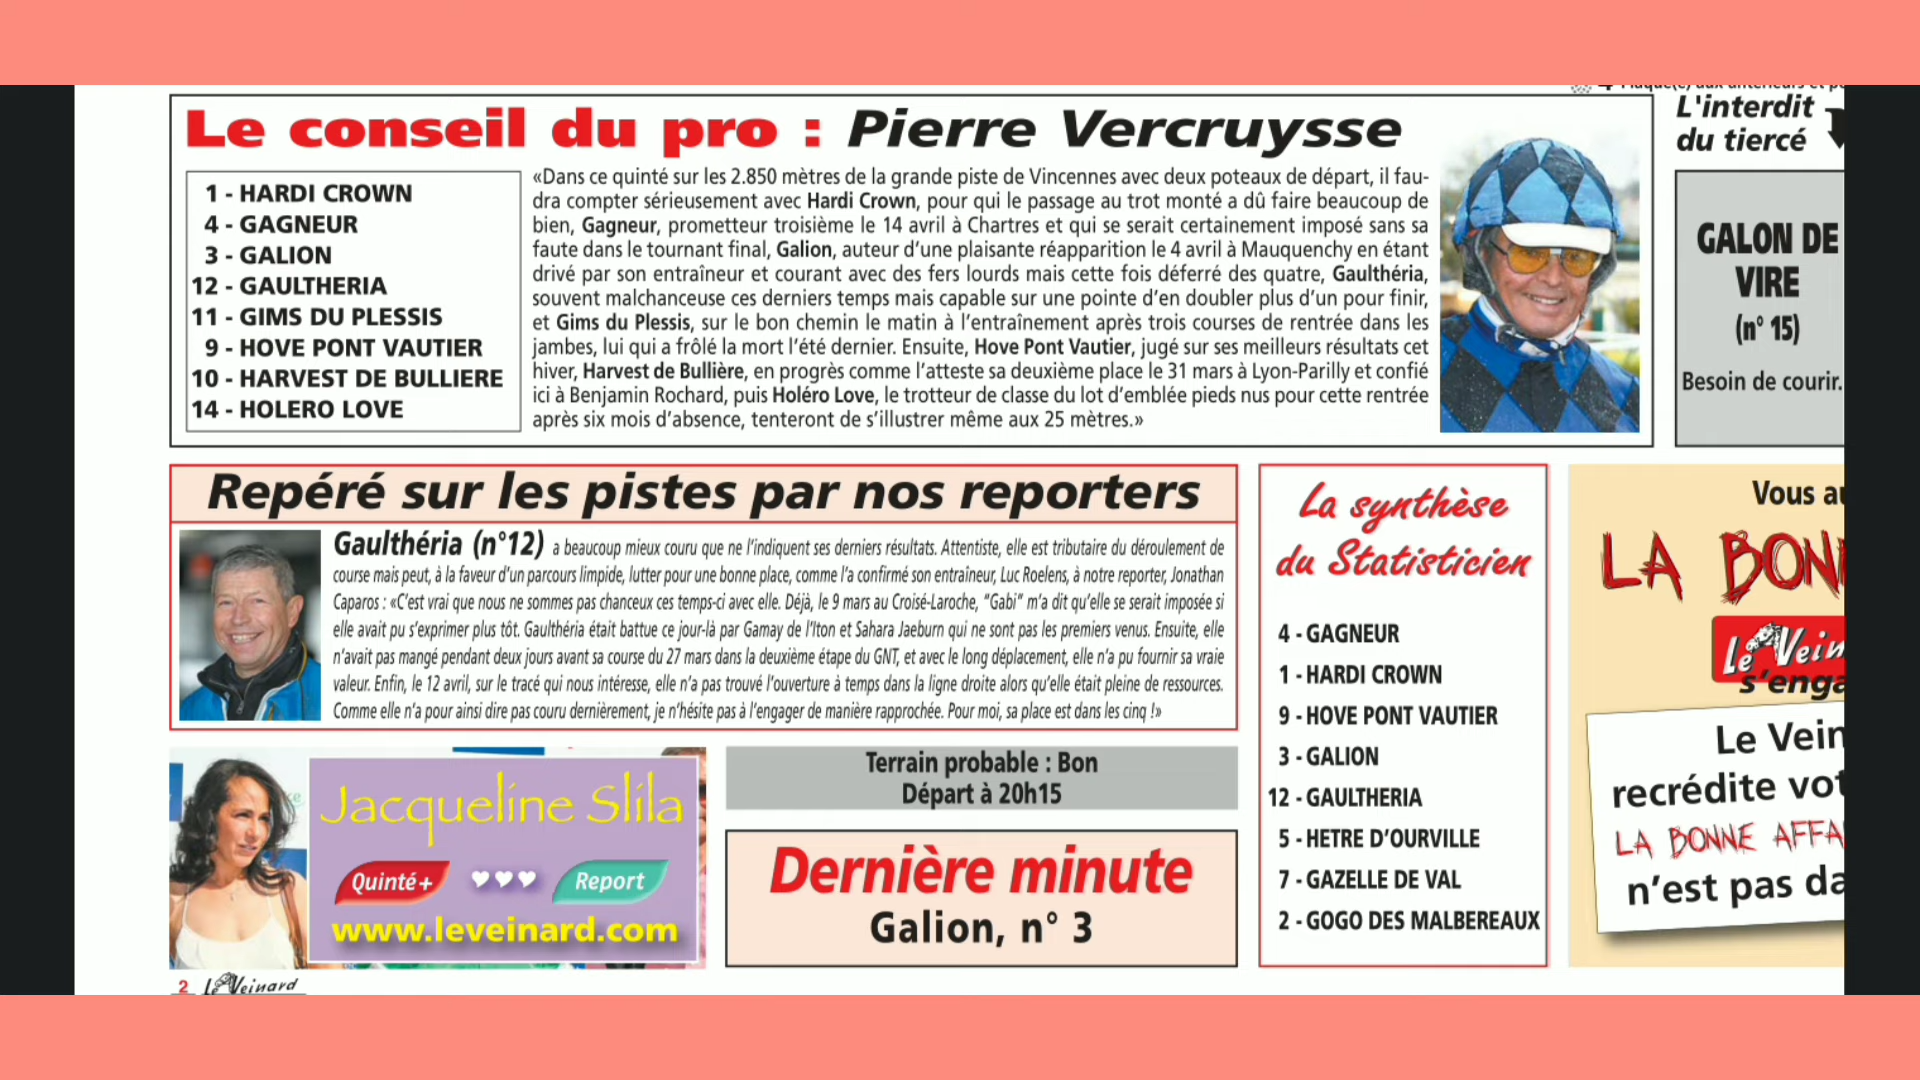 Le conseil du pro : Pierre Vercruysse
1 - HARDI CROWN
4 - GAGNEUR
3 - GALION
12 - GAULTHERIA
11 - GIMS DU PLESSIS
9 - HOVE PONT VAUTIER
10 - HARVEST DE BULLIERE
14 - HOLERO LOVE
«Dans ce quinté sur les 2.850 mètres de la grande piste de Vincennes avec deux poteaux de départ, il fau-
dra compter sérieusement avec Hardi Crown, pour qui le passage au trot monté a dû faire beaucoup de
bien, Gagneur, prometteur troisième le 14 avril à Chartres et qui se serait certainement imposé sans sa
faute dans le tournant final, Galion, auteur d'une plaisante réapparition le 4 avril à Mauquenchy en étant
drivé par son entraîneur et courant avec des fers lourds mais cette fois déferré des quatre, Gaulthéria,
souvent malchanceuse ces derniers temps mais capable sur une pointe d'en doubler plus d'un pour finir,
et Gims du Plessis, sur le bon chemin le matin à l'entraînement après trois courses de rentrée dans les
jambes, lui qui a frôlé la mort l'été dernier. Ensuite, Hove Pont Vautier, jugé sur ses meilleurs résultats cet
hiver, Harvest de Bullière, en progrès comme l'atteste sa deuxième place le 31 mars à Lyon-Parilly et confié
ici à Benjamin Rochard, puis Holéro Love, le trotteur de classe du lot d'emblée pieds nus pour cette rentrée
après six mois d'absence, tenteront de s'illustrer même aux 25 mètres.»
L'interdit
du tiercé
GALON DE
VIRE
(n° 15)
Besoin de courir.
Repéré sur les pistes par nos reporters
Gaulthéria (n°12) a beaucoup mieux couru que ne l'indiquent ses derniers résultats. Attentiste, elle est tributaire du déroulement de
course mais peut, à la faveur d'un parcours limpide, lutter pour une bonne place, comme l'a confirmé son entraîneur, Luc Roelens, à notre reporter, Jonathan
Caparos : «C'est vrai que nous ne sommes pas chanceux ces temps-ci avec elle. Déjà, le 9 mars au Croisé-Laroche, "Gabi" m'a dit qu'elle se serait imposée si
elle avait pu s'exprimer plus tôt. Gaulthéria était battue ce jour-là par Gamay de l'Iton et Sahara Jaeburn qui ne sont pas les premiers venus. Ensuite, elle
n'avait pas mangé pendant deux jours avant sa course du 27 mars dans la deuxième étape du GNT, et avec le long déplacement, elle n'a pu fournir sa vraie
valeur. Enfin, le 12 avril, sur le tracé qui nous intéresse, elle n'a pas trouvé l'ouverture à temps dans la ligne droite alors qu'elle était pleine de ressources.
Comme elle n'a pour ainsi dire pas couru dernièrement, je n'hésite pas à l'engager de manière rapprochée. Pour moi, sa place est dans les cinq !»
Jacqueline Slila
Quinté+ Report
www.leveinard.com
Terrain probable : Bon
Départ à 20h15
Dernière minute
Galion, n° 3
La synthèse
du Statisticien
4 - GAGNEUR
1 - HARDI CROWN
9 - HOVE PONT VAUTIER
3 - GALION
12 - GAULTHERIA
5 - HETRE D'OURVILLE
7 - GAZELLE DE VAL
2 - GOGO DES MALBEREAUX
Vous
LA
Le
s'enga
Le Vein
recrédite
LA BONNE AFFA
n'est pas
2 Le Veinard